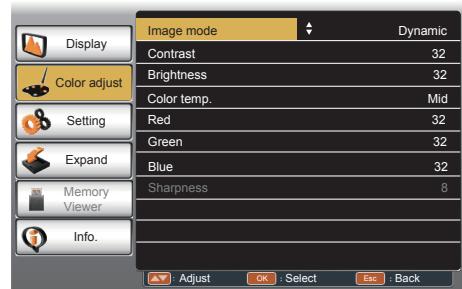 Display
Color adjust
Setting
Expand
Memory
Viewer
Info.
Image mode Dynamic
Contrast 32
Brightness 32
Color temp. Mid
Red 32
Green 32
Blue 32
Sharpness 8
: Adjust OK : Select Esc : Back